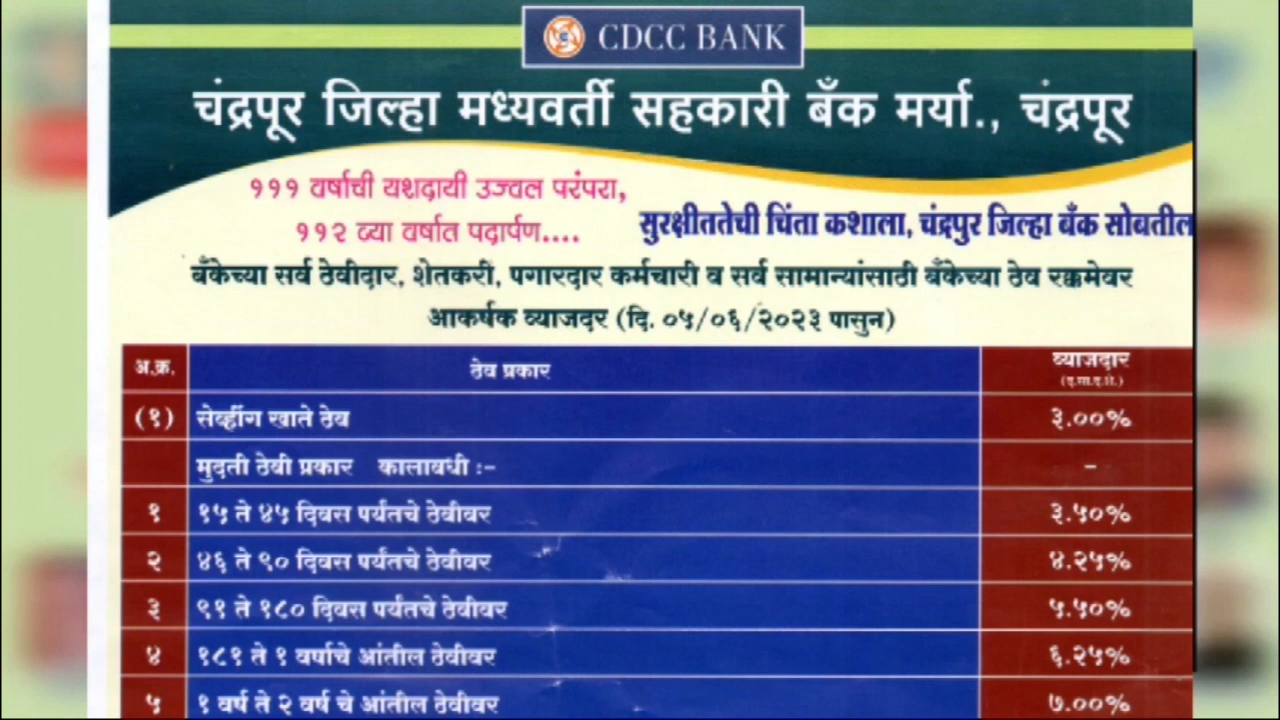 CDCC BANK
चंद्रपूर जिल्हा मध्यवर्ती सहकारी बँक मर्या., चंद्रपूर
१११ वर्षाची यशदायी उज्वल परंपरा,
११२ व्या वर्षात पदार्पण....
सुरक्षीततेची चिंता कशाला, चंद्रपुर जिल्हा बँक सोबतील
बँकेच्या सर्व ठेवीदार, शेतकरी, पगारदार कर्मचारी व सर्व सामान्यांसाठी बँकेच्या ठेव रक्कमेवर
आकर्षक व्याजदर (दि. ०५/०६/२०२३ पासुन)
अ.क्र. ठेव प्रकार व्याजदार
(द.सा.द.शे.)
(१) सेव्हींग खाते ठेव ३.००%
मुदती ठेवी प्रकार कालावधी :- –
१ १५ ते ४५ दिवस पर्यंतचे ठेवीवर ३.५०%
२ ४६ ते ९० दिवस पर्यंतचे ठेवीवर ४.२५%
३ ९१ ते १८० दिवस पर्यंतचे ठेवीवर ५.५०%
४ १८१ ते १ वर्षाचे आंतील ठेवीवर ६.२५%
५ १ वर्ष ते २ वर्ष चे आंतील ठेवीवर ७.००%